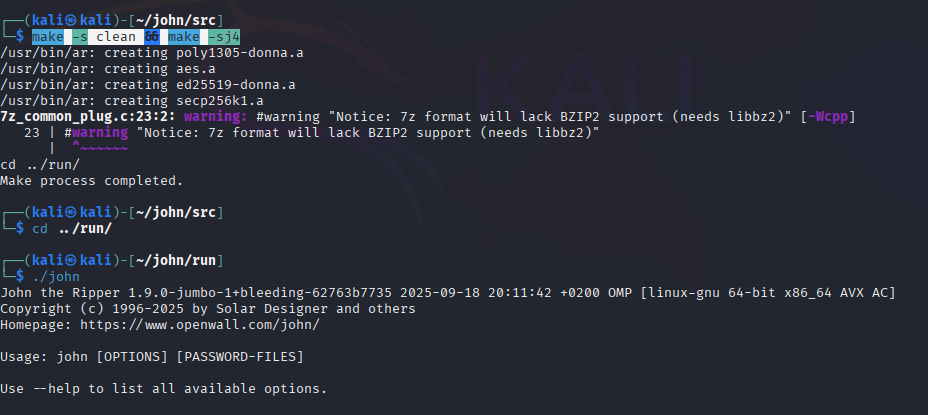 ┌──(kali㉿kali)-[~/john/src]
└─$ make -s clean && make -sj4
/usr/bin/ar: creating poly1305-donna.a
/usr/bin/ar: creating aes.a
/usr/bin/ar: creating ed25519-donna.a
/usr/bin/ar: creating secp256k1.a
7z_common_plug.c:23:2: warning: #warning "Notice: 7z format will lack BZIP2 support (needs libbz2)" [-Wcpp]
   23 | #warning "Notice: 7z format will lack BZIP2 support (needs libbz2)"
      |  ^~~~~~~
cd ../run/
Make process completed.
┌──(kali㉿kali)-[~/john/src]
└─$ cd ../run/
┌──(kali㉿kali)-[~/john/run]
└─$ ./john
John the Ripper 1.9.0-jumbo-1+bleeding-62763b7735 2025-09-18 20:11:42 +0200 OMP [linux-gnu 64-bit x86_64 AVX AC]
Copyright (c) 1996-2025 by Solar Designer and others
Homepage: https://www.openwall.com/john/
Usage: john [OPTIONS] [PASSWORD-FILES]
Use --help to list all available options.
KALI